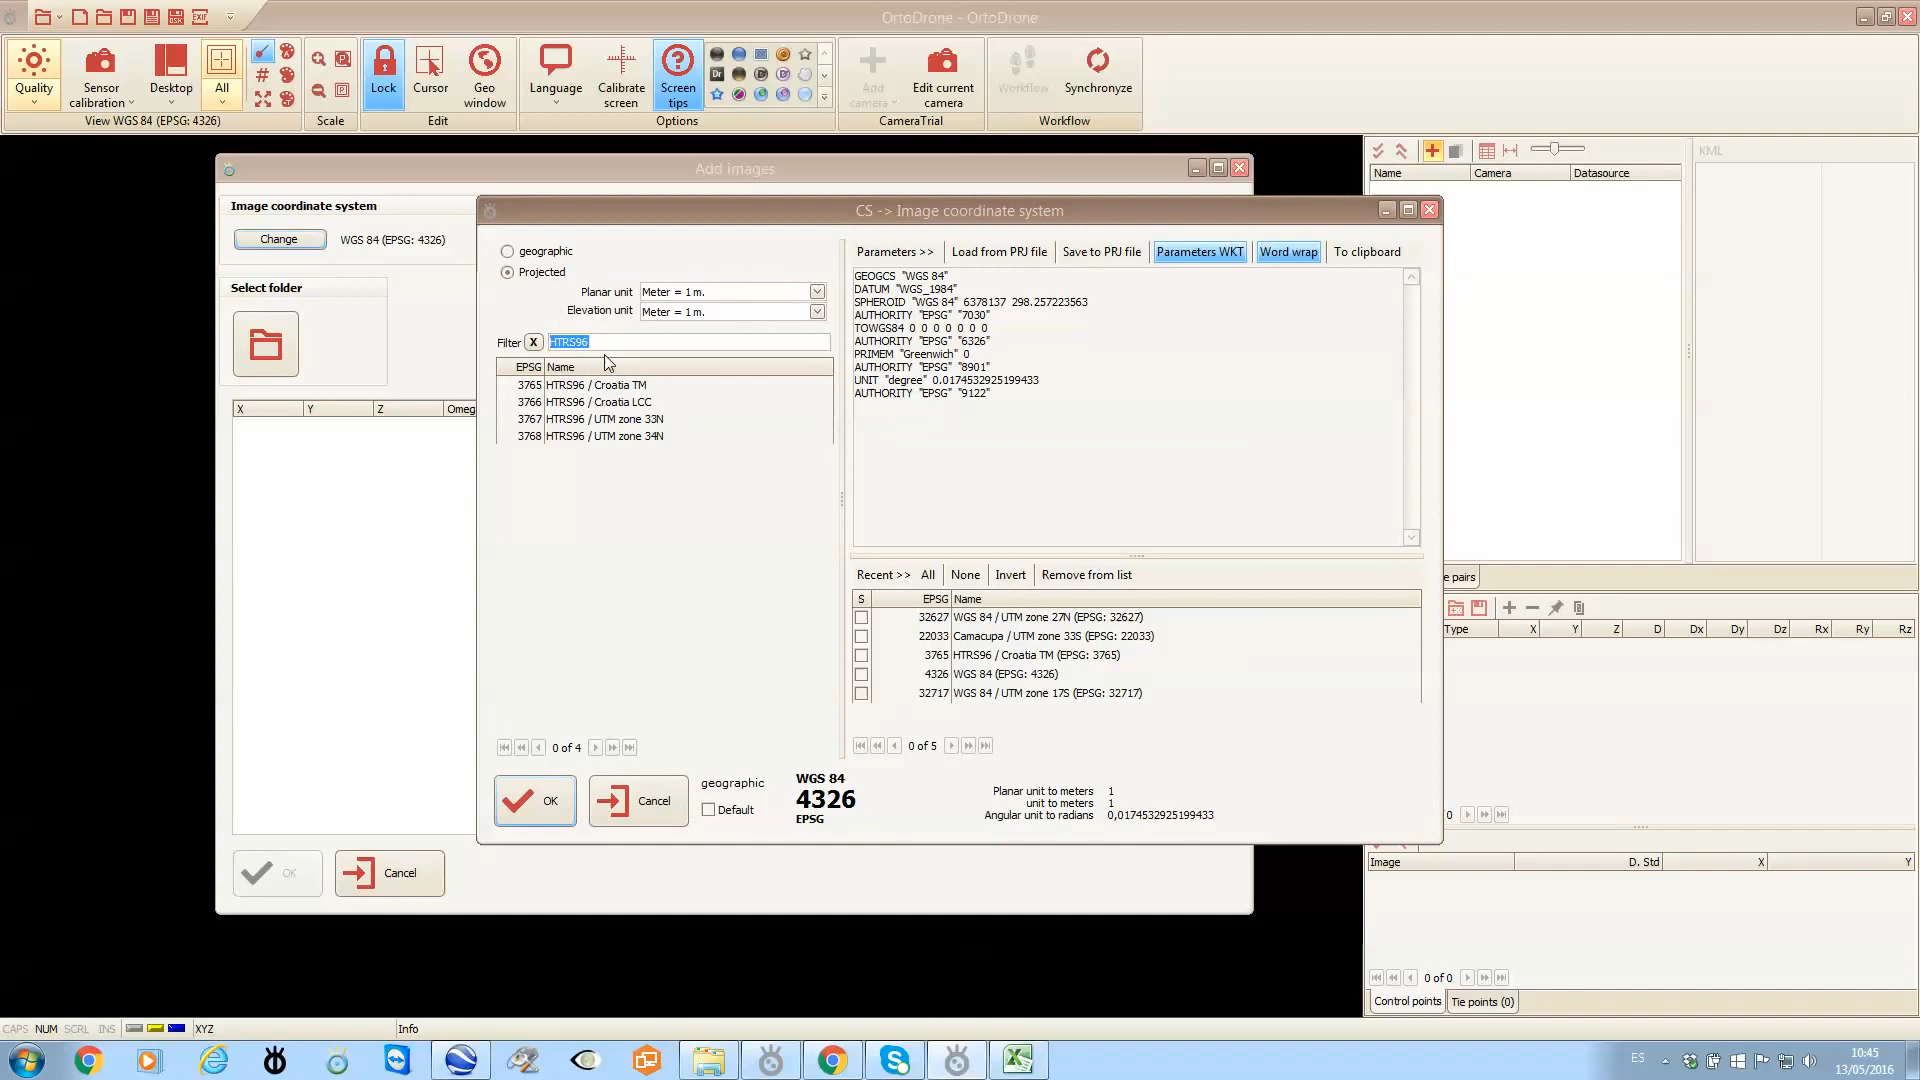 OrtoDrone - OrtoDrone
Quality
Sensor calibration
Desktop
All
View WGS 84 (EPSG: 4326)
Scale
Lock
Cursor
Geo window
Edit
Language
Calibrate screen
Screen tips
Options
Add camera
Edit current camera
CameraTrial
Workflow
Synchronize
Workflow
KML
Name Camera Datasource
Add images
Image coordinate system
Change WGS 84 (EPSG: 4326)
Select folder
X Y Z Omeg
OK
Cancel
CS -> Image coordinate system
geographic
Projected
Planar unit Meter = 1 m.
Elevation unit Meter = 1 m.
Filter X HTRS96
EPSG Name
3765 HTRS96 / Croatia TM
3766 HTRS96 / Croatia LCC
3767 HTRS96 / UTM zone 33N
3768 HTRS96 / UTM zone 34N
0 of 4
Parameters >> Load from PRJ file Save to PRJ file Parameters WKT Word wrap To clipboard
GEOGCS "WGS 84"
DATUM "WGS_1984"
SPHEROID "WGS 84" 6378137 298.257223563
AUTHORITY "EPSG" "7030"
TOWGS84 0 0 0 0 0 0 0
AUTHORITY "EPSG" "6326"
PRIMEM "Greenwich" 0
AUTHORITY "EPSG" "8901"
UNIT "degree" 0.0174532925199433
AUTHORITY "EPSG" "9122"
Recent >> All None Invert Remove from list
S EPSG Name
32627 WGS 84 / UTM zone 27N (EPSG: 32627)
22033 Camacupa / UTM zone 33S (EPSG: 22033)
3765 HTRS96 / Croatia TM (EPSG: 3765)
4326 WGS 84 (EPSG: 4326)
32717 WGS 84 / UTM zone 17S (EPSG: 32717)
0 of 5
OK
Cancel
geographic
Default
WGS 84
4326
EPSG
Planar unit to meters 1
unit to meters 1
Angular unit to radians 0,0174532925199433
e pairs
Type X Y Z D Dx Dy Dz Rx Ry Rz
0
Image D. Std X Y
0 of 0
Control points Tie points (0)
CAPS NUM SCRL INS XYZ Info
ES
10:45
13/05/2016